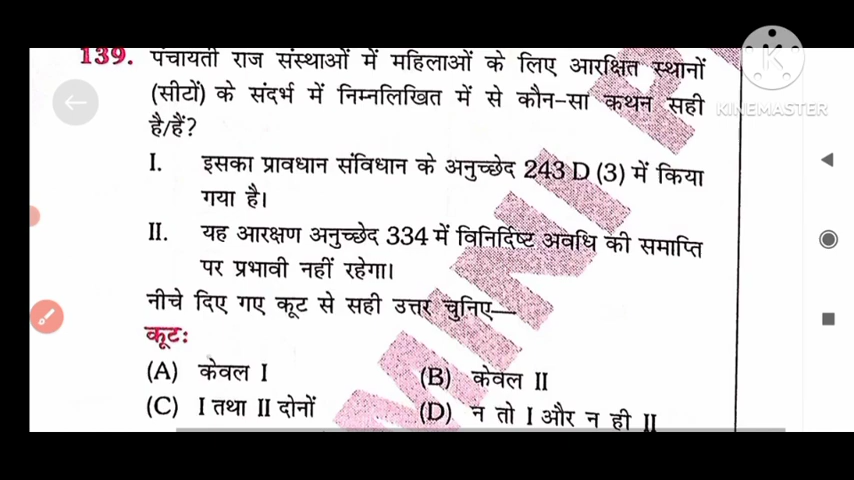 139. पंचायती राज संस्थाओं में महिलाओं के लिए आरक्षित स्थानों
(सीटों) के संदर्भ में निम्नलिखित में से कौन-सा कथन सही
है/हैं?
I. इसका प्रावधान संविधान के अनुच्छेद 243 D (3) में किया
गया है।
II. यह आरक्षण अनुच्छेद 334 में विनिर्दिष्ट अवधि की समाप्ति
पर प्रभावी नहीं रहेगा।
नीचे दिए गए कूट से सही उत्तर चुनिए—
कूटः
(A) केवल I (B) केवल II
(C) I तथा II दोनों (D) न तो I और न ही II
K
KINEMASTER